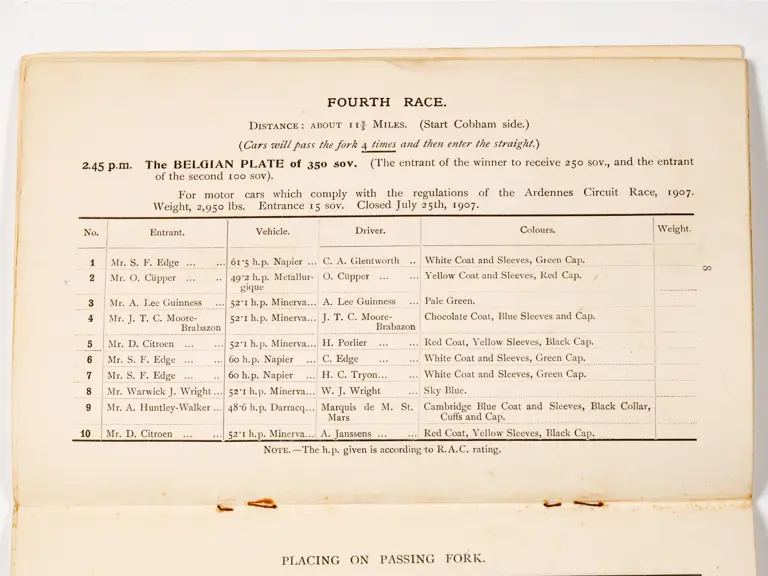 FOURTH RACE.
DISTANCE: ABOUT 11¾ MILES. (Start Cobham side.)
(Cars will pass the fork 4 times and then enter the straight.)
2.45 p.m. The BELGIAN PLATE of 350 sov. (The entrant of the winner to receive 250 sov., and the entrant
of the second 100 sov).
For motor cars which comply with the regulations of the Ardennes Circuit Race, 1907.
Weight, 2,950 lbs. Entrance 15 sov. Closed July 25th, 1907.
No. Entrant. Vehicle. Driver. Colours. Weight.
1 Mr. S. F. Edge ... ... 61·5 h.p. Napier ... C. A. Glentworth .. White Coat and Sleeves, Green Cap.
2 Mr. O. Cüpper ... .. 49·2 h.p. Metallur- O. Cüpper ... ... Yellow Coat and Sleeves, Red Cap.
gique
3 Mr. A. Lee Guinness ... 52·1 h.p. Minerva... A. Lee Guinness ... Pale Green.
4 Mr. J. T. C. Moore- 52·1 h.p. Minerva... J. T. C. Moore- Chocolate Coat, Blue Sleeves and Cap.
Brabazon Brabazon
5 Mr. D. Citroen ... ... 52·1 h.p. Minerva... H. Porlier ... ... Red Coat, Yellow Sleeves, Black Cap.
6 Mr. S. F. Edge ... ... 60 h.p. Napier ... C. Edge ... ... White Coat and Sleeves, Green Cap.
7 Mr. S. F. Edge ... .. 60 h.p. Napier ... H. C. Tryon... ... White Coat and Sleeves, Green Cap.
8 Mr. Warwick J. Wright ... 52·1 h.p. Minerva... W. J. Wright ... Sky Blue.
9 Mr. A. Huntley-Walker ... 48·6 h.p. Darracq... Marquis de M. St. Cambridge Blue Coat and Sleeves, Black Collar,
Mars Cuffs and Cap.
10 Mr. D. Citroen ... ... 52·1 h.p. Minerva... A. Janssens ... ... Red Coat, Yellow Sleeves, Black Cap.
NOTE.—The h.p. given is according to R.A.C. rating.
8
PLACING ON PASSING FORK.